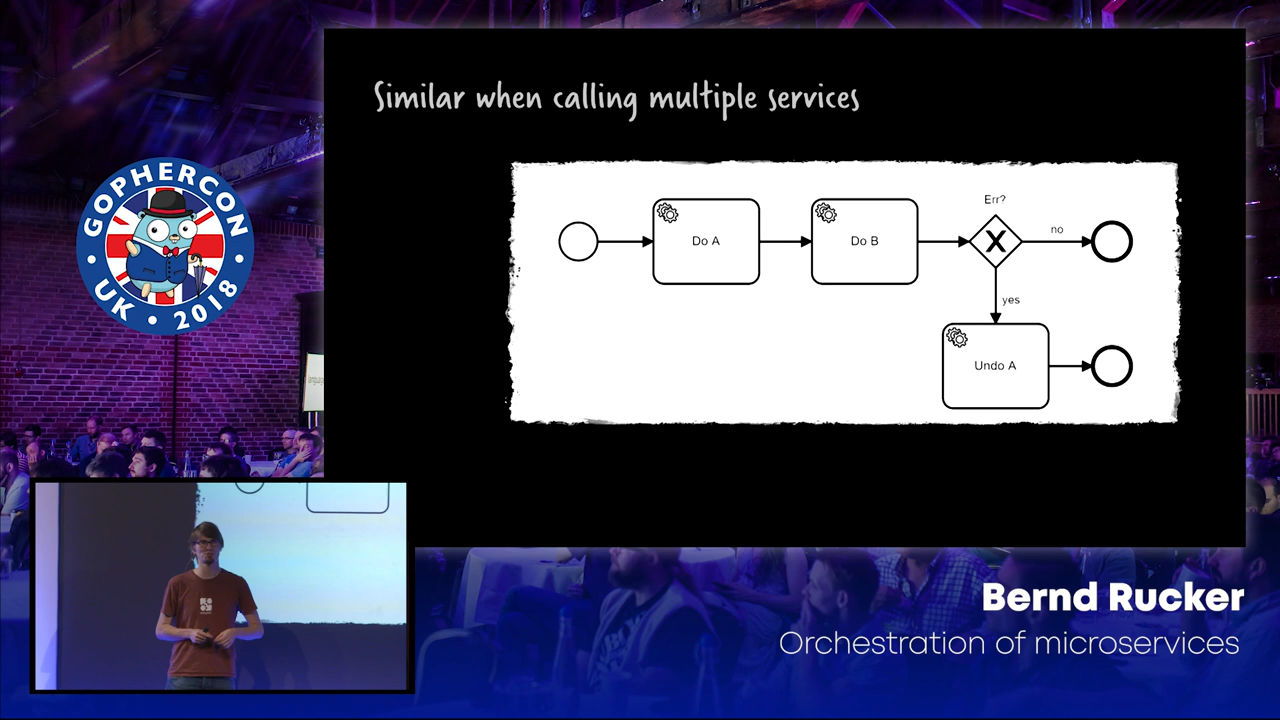 Similar when calling multiple services
GOPHERCON
UK • 2018
Err?
Do A
Do B
no
yes
Undo A
Bernd Rucker
Orchestration of microservices